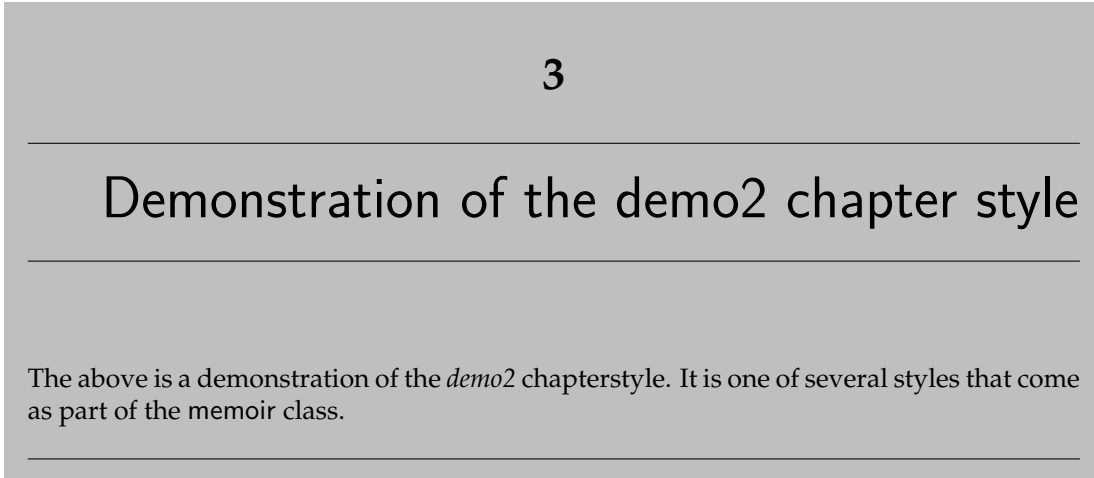 3
Demonstration of the demo2 chapter style
The above is a demonstration of the demo2 chapterstyle. It is one of several styles that come
as part of the memoir class.